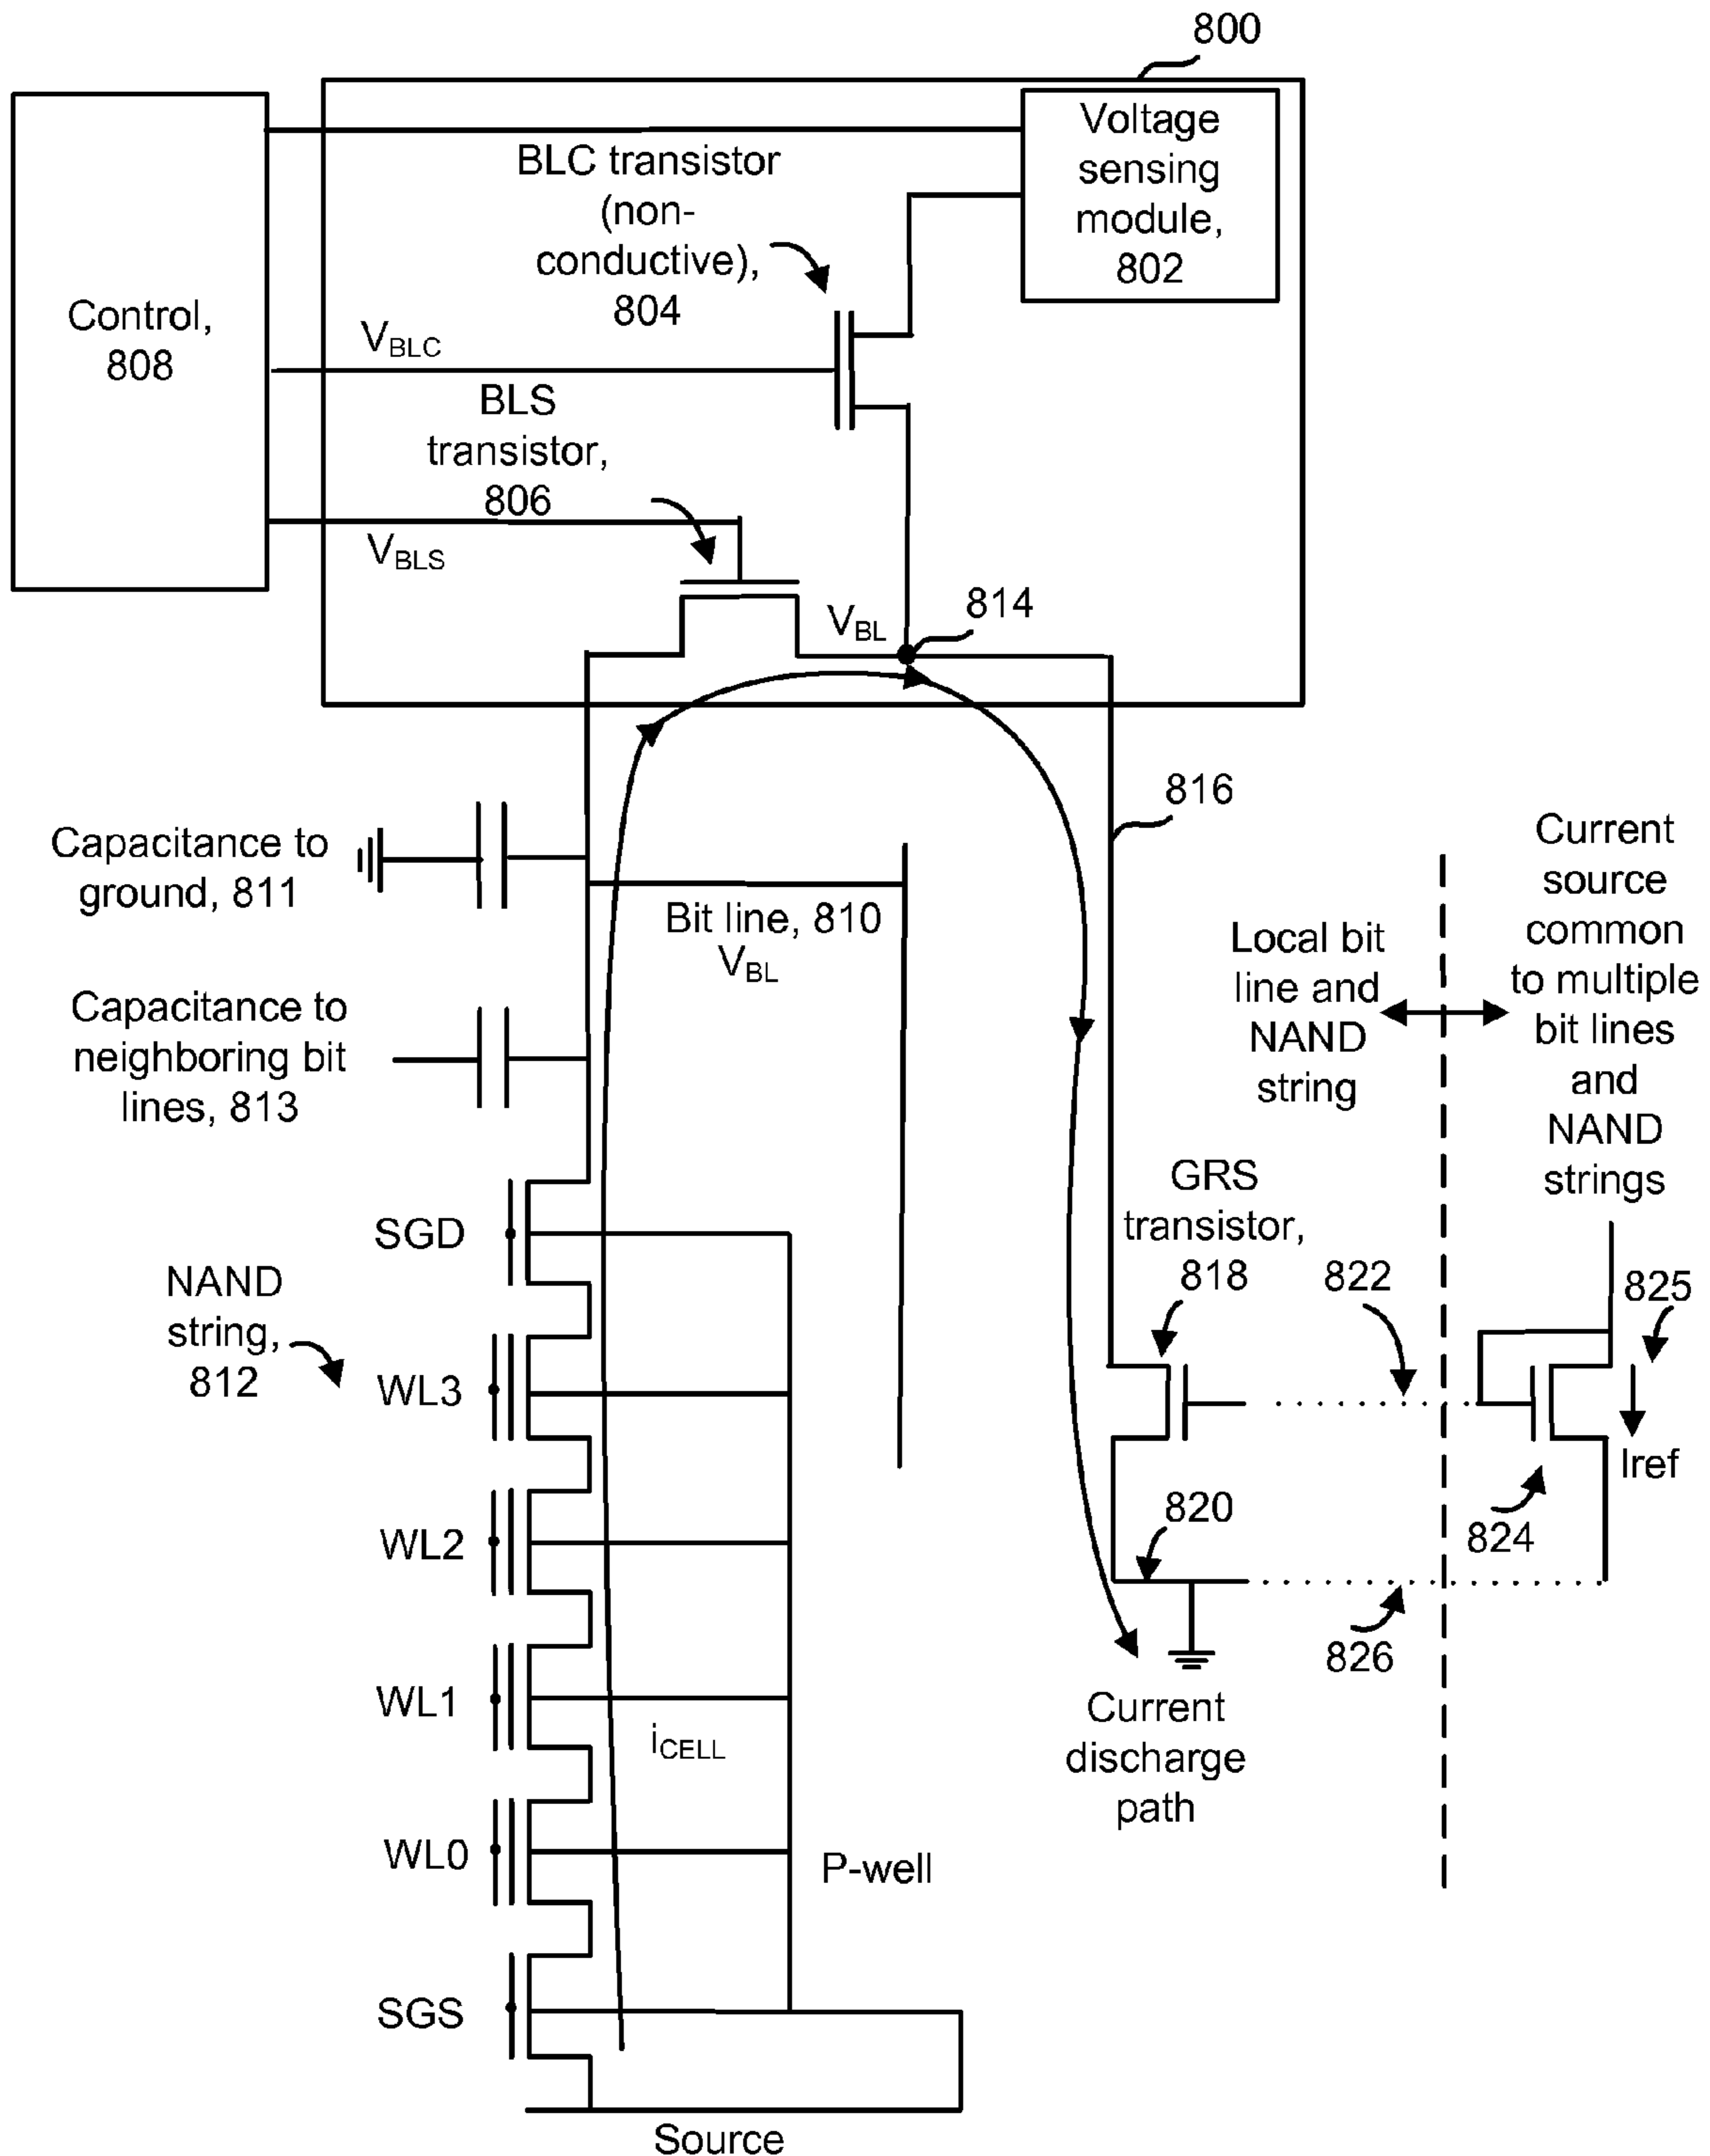 800
Control,
808
BLC transistor
(non-
conductive),
804
Voltage
sensing
module,
802
VBLC
BLS
transistor,
806
VBLS
VBL
814
816
Capacitance to
ground, 811
Bit line, 810
VBL
Capacitance to
neighboring bit
lines, 813
Local bit
line and
NAND
string
Current
source
common
to multiple
bit lines
and
NAND
strings
GRS
transistor,
818
822
825
SGD
NAND
string,
812
WL3
Iref
824
820
826
WL2
WL1
iCELL
Current
discharge
path
WL0
P-well
SGS
Source